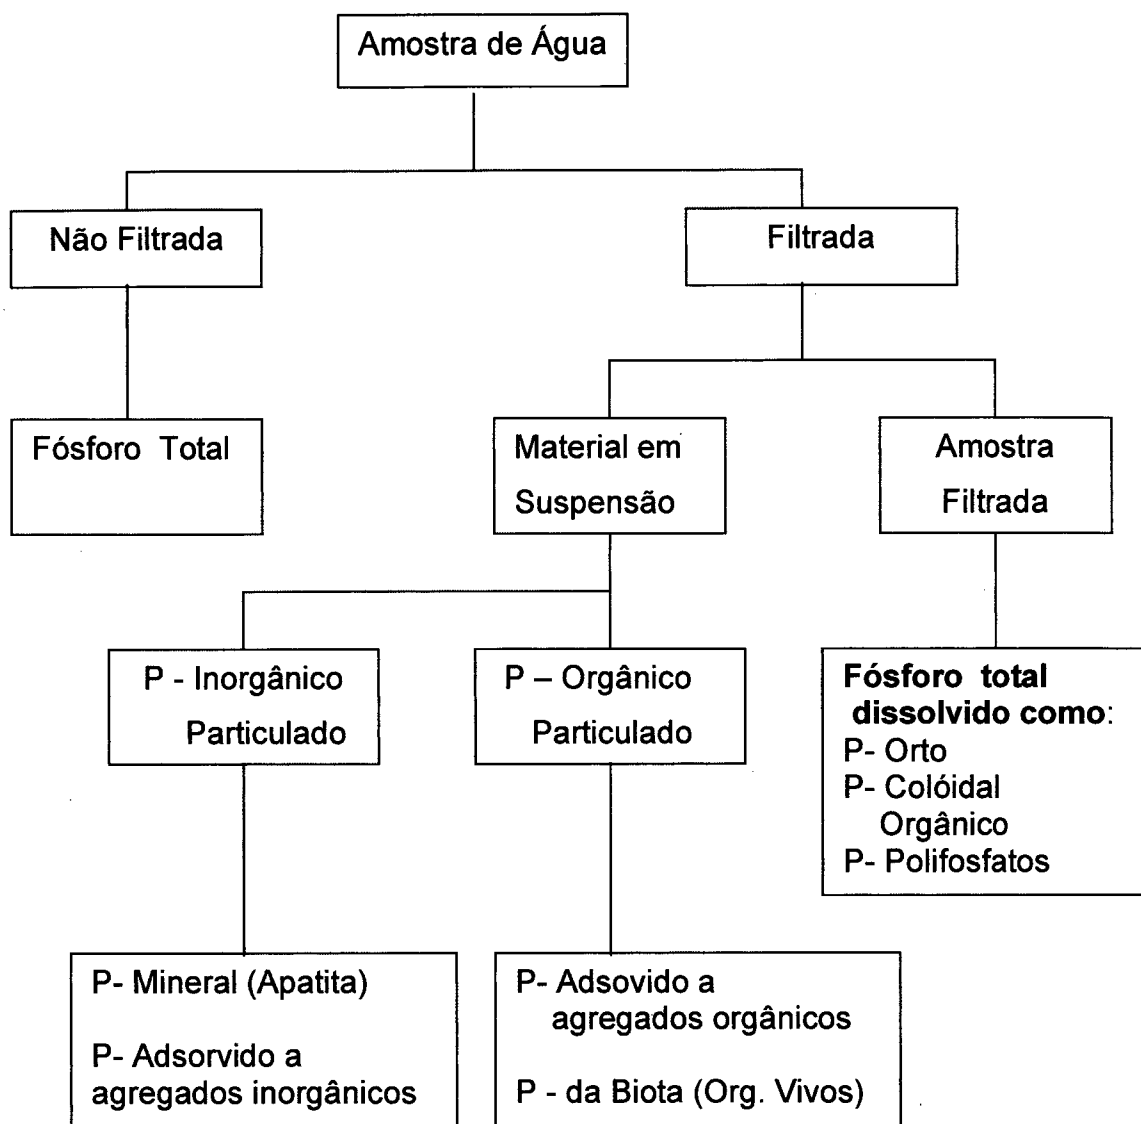 Amostra de Água
Não Filtrada
Filtrada
Fósforo Total
Material em
Suspensão
Amostra
Filtrada
P - Inorgânico
Particulado
P – Orgânico
Particulado
Fósforo total
dissolvido como:
P- Orto
P- Colóidal
Orgânico
P- Polifosfatos
P- Mineral (Apatita)
P- Adsorvido a
agregados inorgânicos
P- Adsovido a
agregados orgânicos
P - da Biota (Org. Vivos)